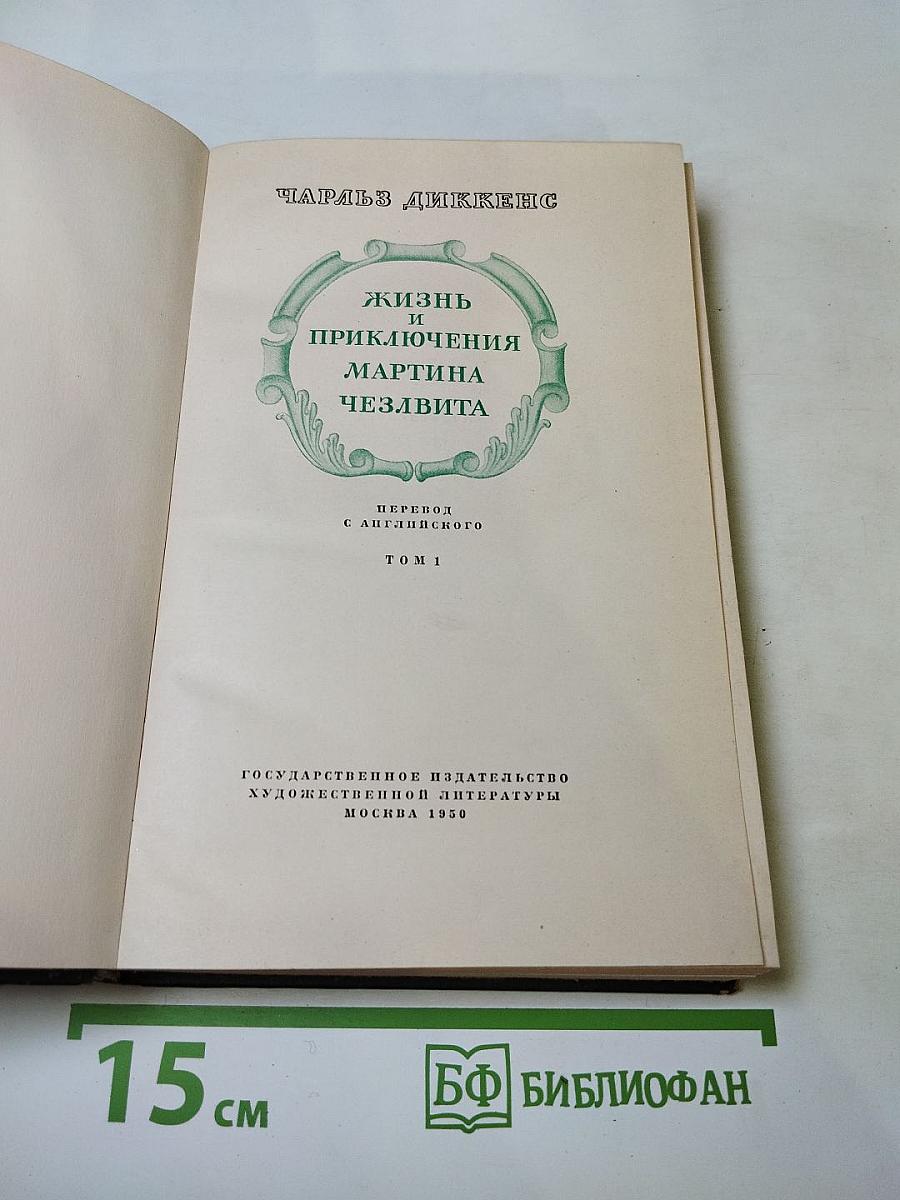 ЧАРЛЬЗ ДИККЕНС
ЖИЗНЬ
И
ПРИКЛЮЧЕНИЯ
МАРТИНА
ЧЕЗЛВИТА
ПЕРЕВОД
С АНГЛИЙСКОГО
ТОМ 1
ГОСУДАРСТВЕННОЕ ИЗДАТЕЛЬСТВО
ХУДОЖЕСТВЕННОЙ ЛИТЕРАТУРЫ
МОСКВА 1950
15 см
БФ БИБЛИОФАН